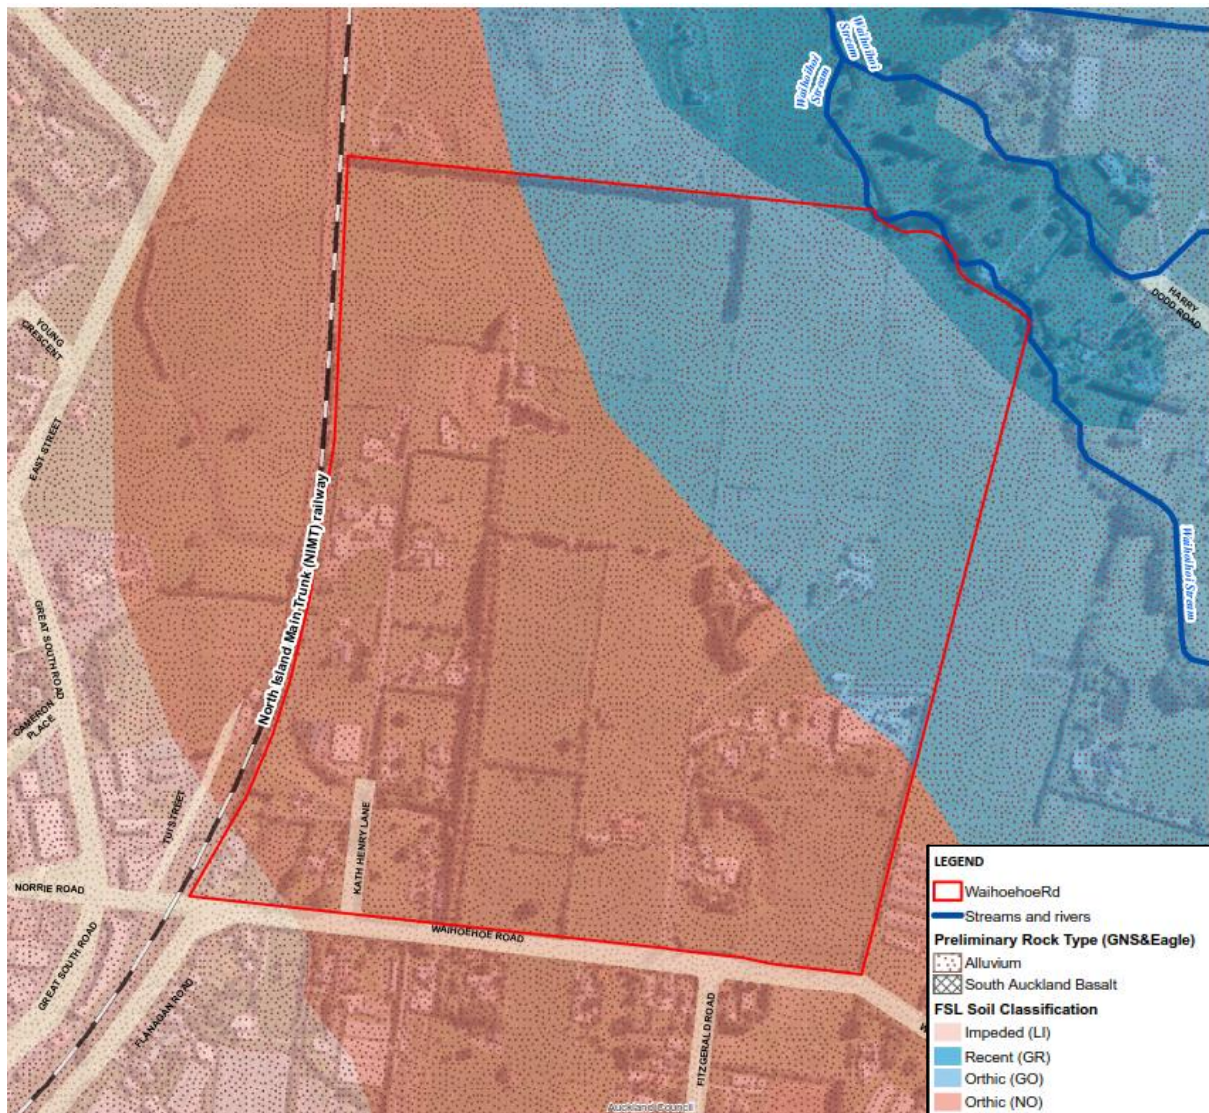 Waihoihoi
Stream
Waihoihoi
Stream
HARRY
DODD ROAD
YOUNG
CRESCENT
EAST STREET
North Island Main Trunk (NIMT) railway
Waihoihoi Stream
GREAT SOUTH ROAD
CAMERON
PLACE
TUI STREET
KATH HENRY LANE
NORRIE ROAD
WAIHOEHOE ROAD
GREAT SOUTH ROAD
FLANAGAN ROAD
FITZGERALD ROAD
W
Auckland Council
LEGEND
WaihoehoeRd
Streams and rivers
Preliminary Rock Type (GNS&Eagle)
Alluvium
South Auckland Basalt
FSL Soil Classification
Impeded (LI)
Recent (GR)
Orthic (GO)
Orthic (NO)